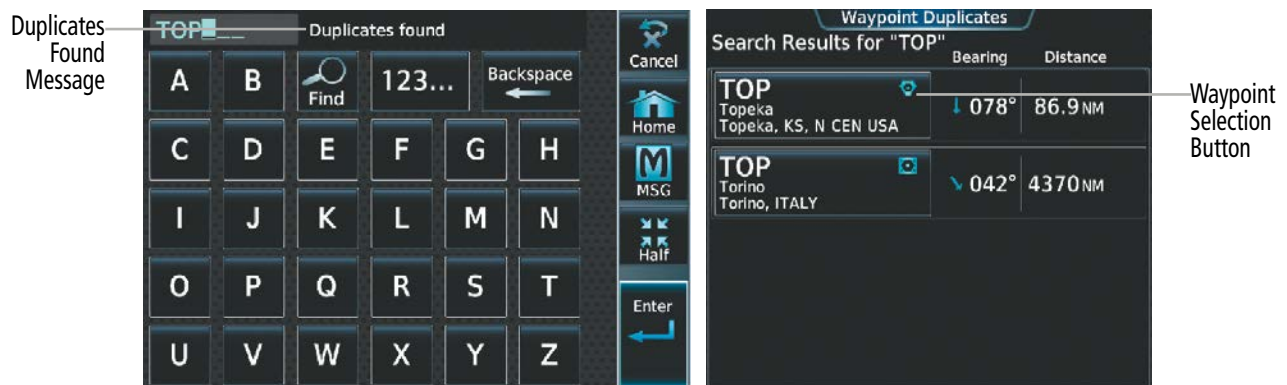 Duplicates
Found
Message
TOP___ Duplicates found
A B Find 123... Backspace
C D E F G H
I J K L M N
O P Q R S T
U V W X Y Z
Cancel
Home
MSG
Half
Enter
Waypoint Duplicates
Search Results for "TOP"
Bearing Distance
TOP
Topeka
Topeka, KS, N CEN USA
078° 86.9NM
TOP
Torino
Torino, ITALY
042° 4370NM
Waypoint
Selection
Button